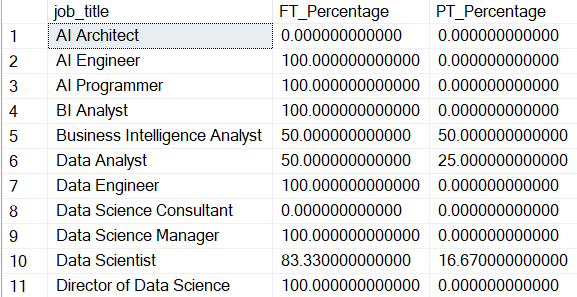 job_title FT_Percentage PT_Percentage
1 AI Architect 0.000000000000 0.000000000000
2 AI Engineer 100.000000000000 0.000000000000
3 AI Programmer 100.000000000000 0.000000000000
4 BI Analyst 100.000000000000 0.000000000000
5 Business Intelligence Analyst 50.000000000000 50.000000000000
6 Data Analyst 50.000000000000 25.000000000000
7 Data Engineer 100.000000000000 0.000000000000
8 Data Science Consultant 0.000000000000 0.000000000000
9 Data Science Manager 100.000000000000 0.000000000000
10 Data Scientist 83.330000000000 16.670000000000
11 Director of Data Science 100.000000000000 0.000000000000